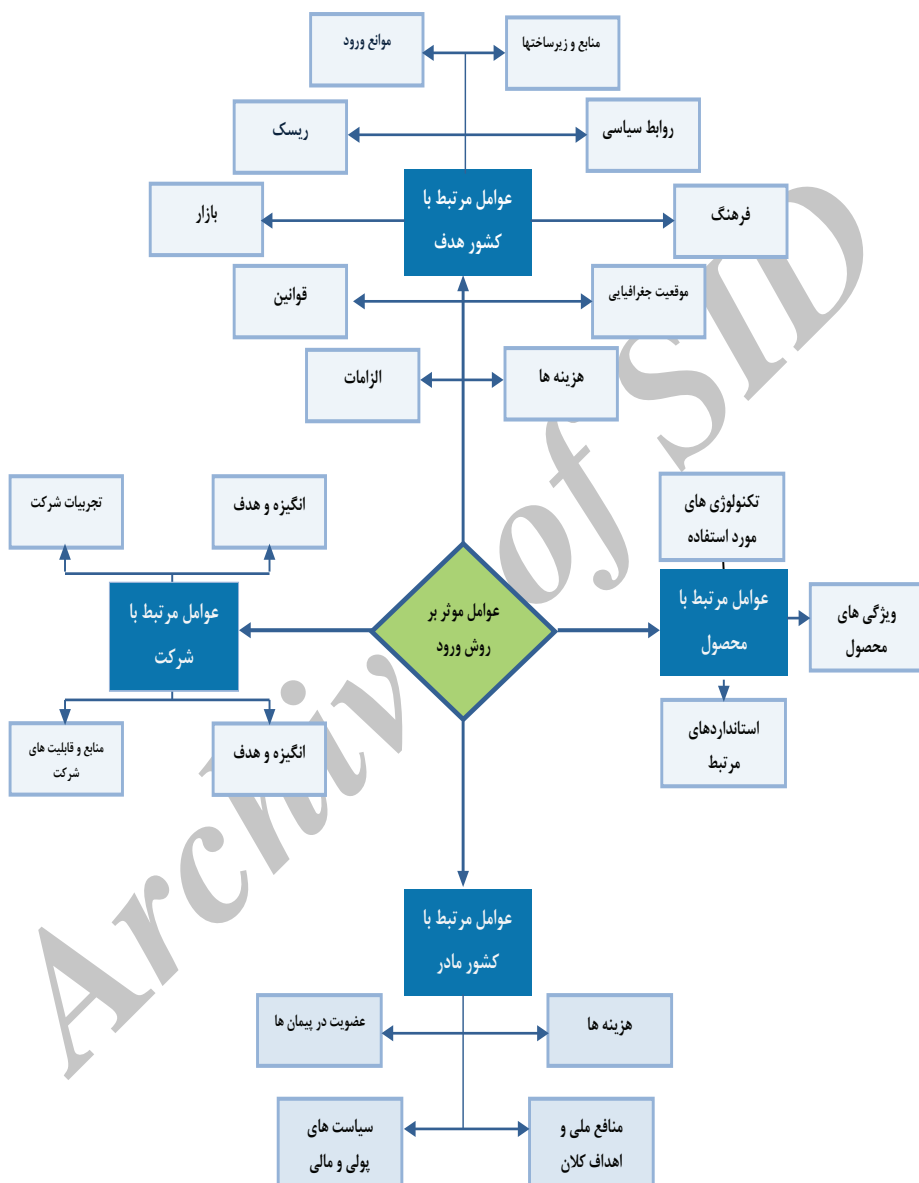 موانع ورود
منابع و زیرساختها
ریسک
روابط سیاسی
عوامل مرتبط با
کشور هدف
بازار
فرهنگ
قوانین
موقعیت جغرافیایی
الزامات
هزینه ها
تجربیات شرکت
انگیزه و هدف
عوامل مرتبط با
شرکت
منابع و قابلیت های
شرکت
انگیزه و هدف
عوامل موثر بر
روش ورود
تکنولوژی های
مورد استفاده
عوامل مرتبط با
محصول
ویژگی های
محصول
استانداردهای
مرتبط
عوامل مرتبط با
کشور مادر
عضویت در پیمان ها
هزینه ها
سیاست های
پولی و مالی
منافع ملی و
اهداف کلان
Archive of SID